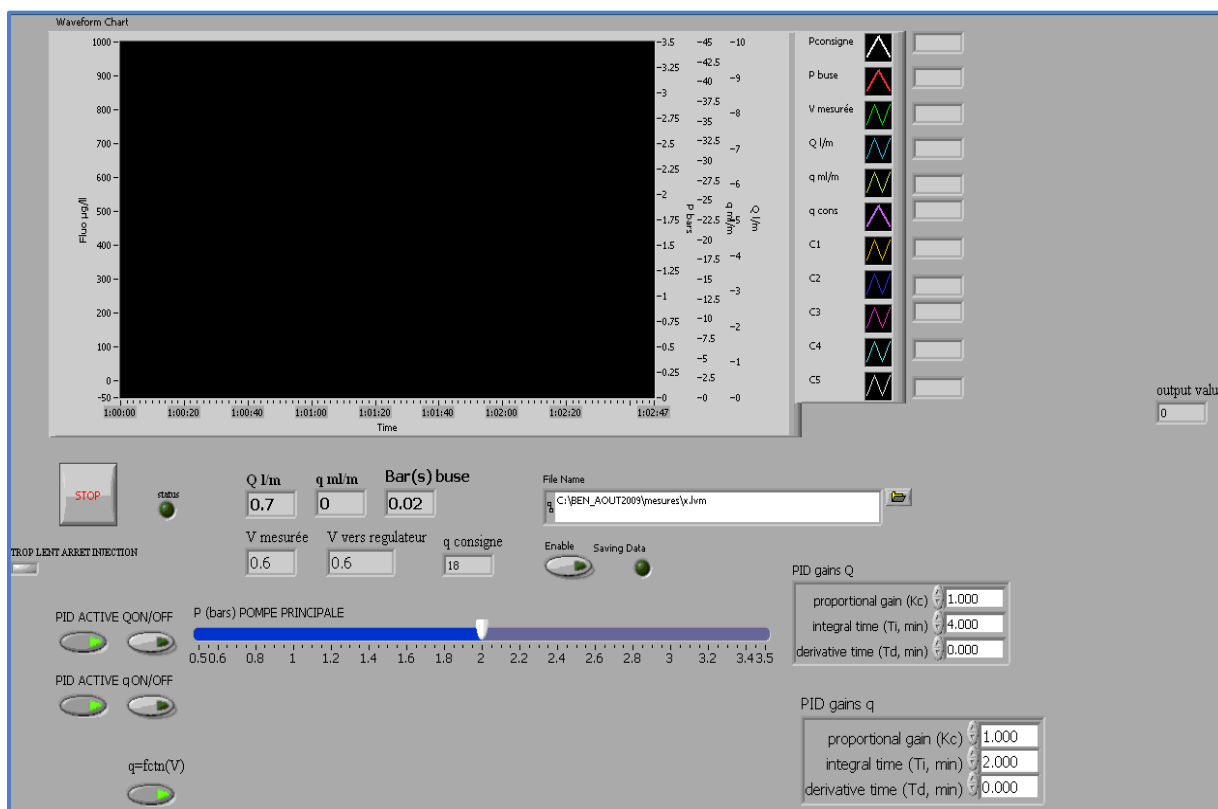 Waveform Chart
1000
900
800
700
600
500
400
300
200
100
0
-50
Fluo µg/l
1:00:00 1:00:20 1:00:40 1:01:00 1:01:20 1:01:40 1:02:00 1:02:20 1:02:47
Time
-3.5
-3.25
-3
-2.75
-2.5
-2.25
-2
-1.75
-1.5
-1.25
-1
-0.75
-0.5
-0.25
-0
P bars
-45
-42.5
-40
-37.5
-35
-32.5
-30
-27.5
-25
-22.5
-20
-17.5
-15
-12.5
-10
-7.5
-5
-2.5
-0
q ml/m
-10
-9
-8
-7
-6
-5
-4
-3
-2
-1
-0
Q l/m
Pconsigne
P buse
V mesurée
Q l/m
q ml/m
q cons
C1
C2
C3
C4
C5
output valu
0
STOP
status
Q l/m q ml/m Bar(s) buse
0.7 0 0.02
V mesurée V vers regulateur q consigne
0.6 0.6 18
File Name
C:\BEN_AOUT2009\mesures\x.lvm
Enable Saving Data
TROP LENT ARRET INJECTION
PID ACTIVE Q ON/OFF
P (bars) POMPE PRINCIPALE
0.5 0.6 0.8 1 1.2 1.4 1.6 1.8 2 2.2 2.4 2.6 2.8 3 3.2 3.4 3.5
PID ACTIVE q ON/OFF
q=fctn(V)
PID gains Q
proportional gain (Kc) 1.000
integral time (Ti, min) 4.000
derivative time (Td, min) 0.000
PID gains q
proportional gain (Kc) 1.000
integral time (Ti, min) 2.000
derivative time (Td, min) 0.000